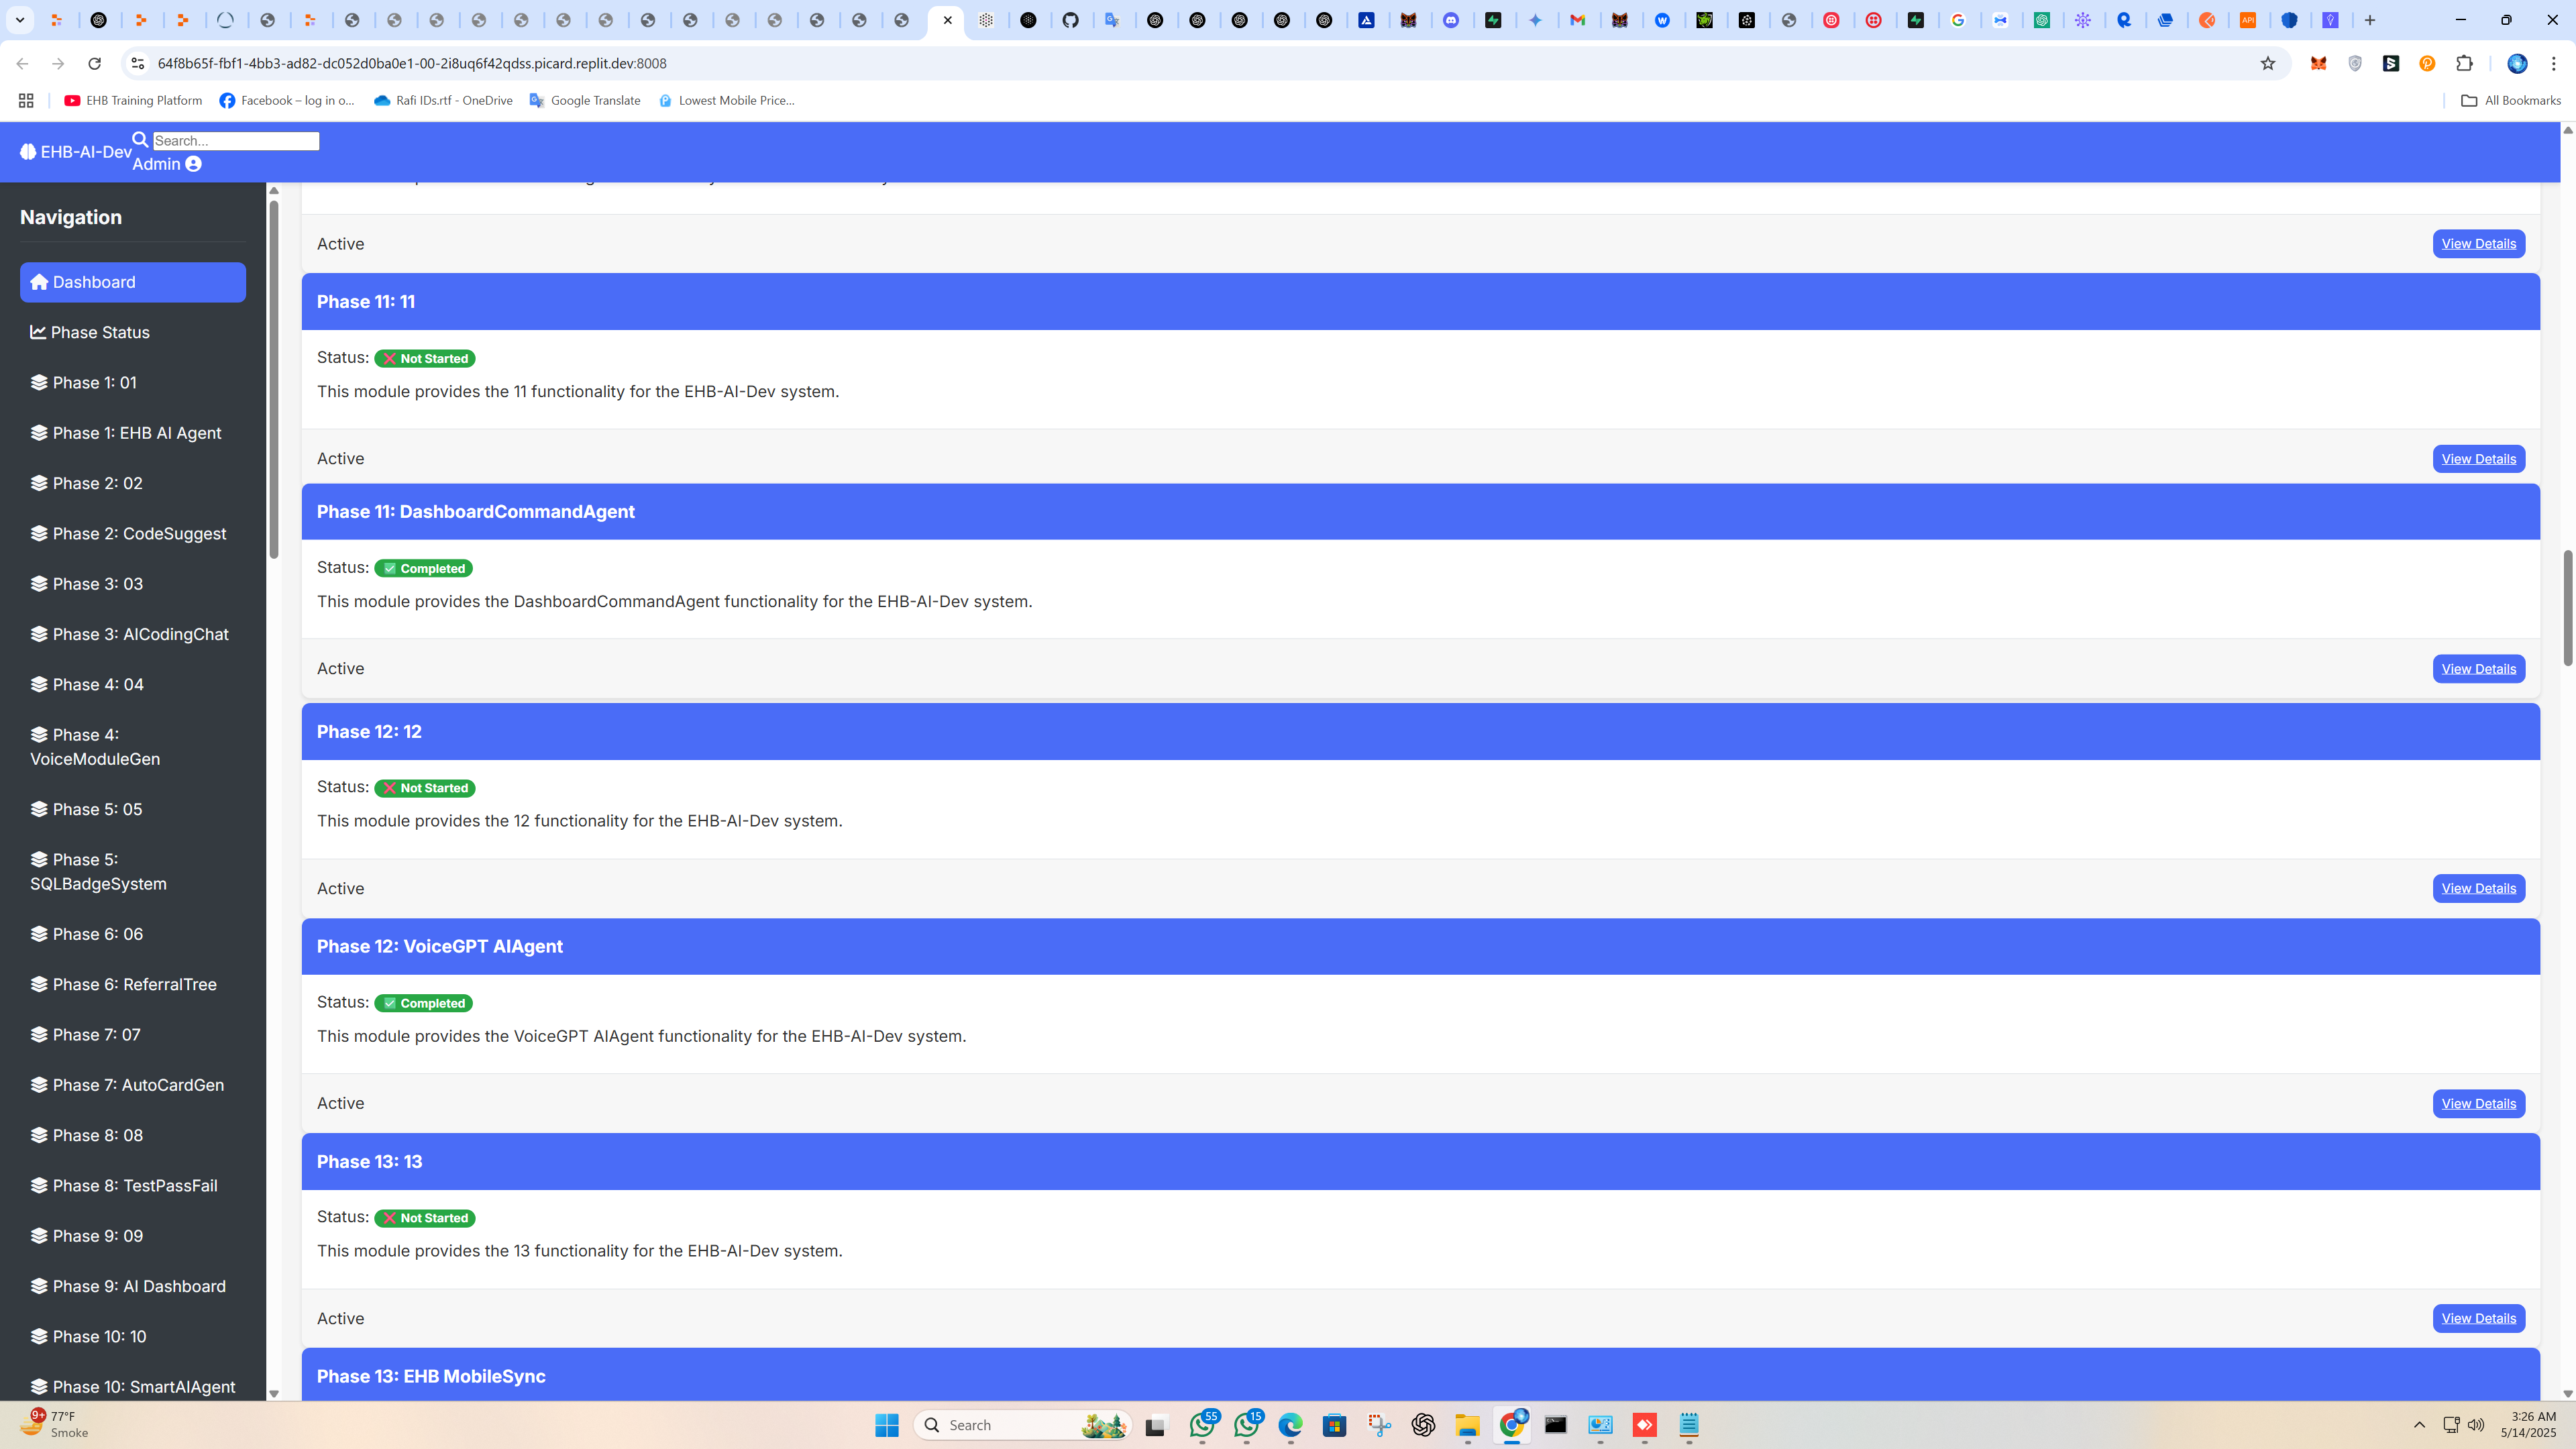 64f8b65f-fbf1-4bb3-ad82-dc052d0ba0e1-00-2i8uq6f42qdss.picard.replit.dev:8008
EHB Training Platform
Facebook – log in o...
Rafi IDs.rtf - OneDrive
Google Translate
Lowest Mobile Price...
All Bookmarks
EHB-AI-Dev
Search...
Admin
Navigation
Dashboard
Phase Status
Phase 1: 01
Phase 1: EHB AI Agent
Phase 2: 02
Phase 2: CodeSuggest
Phase 3: 03
Phase 3: AICodingChat
Phase 4: 04
Phase 4:
VoiceModuleGen
Phase 5: 05
Phase 5:
SQLBadgeSystem
Phase 6: 06
Phase 6: ReferralTree
Phase 7: 07
Phase 7: AutoCardGen
Phase 8: 08
Phase 8: TestPassFail
Phase 9: 09
Phase 9: AI Dashboard
Phase 10: 10
Phase 10: SmartAIAgent
Active
View Details
Phase 11: 11
Status: ❌ Not Started
This module provides the 11 functionality for the EHB-AI-Dev system.
Active
View Details
Phase 11: DashboardCommandAgent
Status: ✅ Completed
This module provides the DashboardCommandAgent functionality for the EHB-AI-Dev system.
Active
View Details
Phase 12: 12
Status: ❌ Not Started
This module provides the 12 functionality for the EHB-AI-Dev system.
Active
View Details
Phase 12: VoiceGPT AIAgent
Status: ✅ Completed
This module provides the VoiceGPT AIAgent functionality for the EHB-AI-Dev system.
Active
View Details
Phase 13: 13
Status: ❌ Not Started
This module provides the 13 functionality for the EHB-AI-Dev system.
Active
View Details
Phase 13: EHB MobileSync
9+
77°F
Smoke
Search
55
15
3:26 AM
5/14/2025